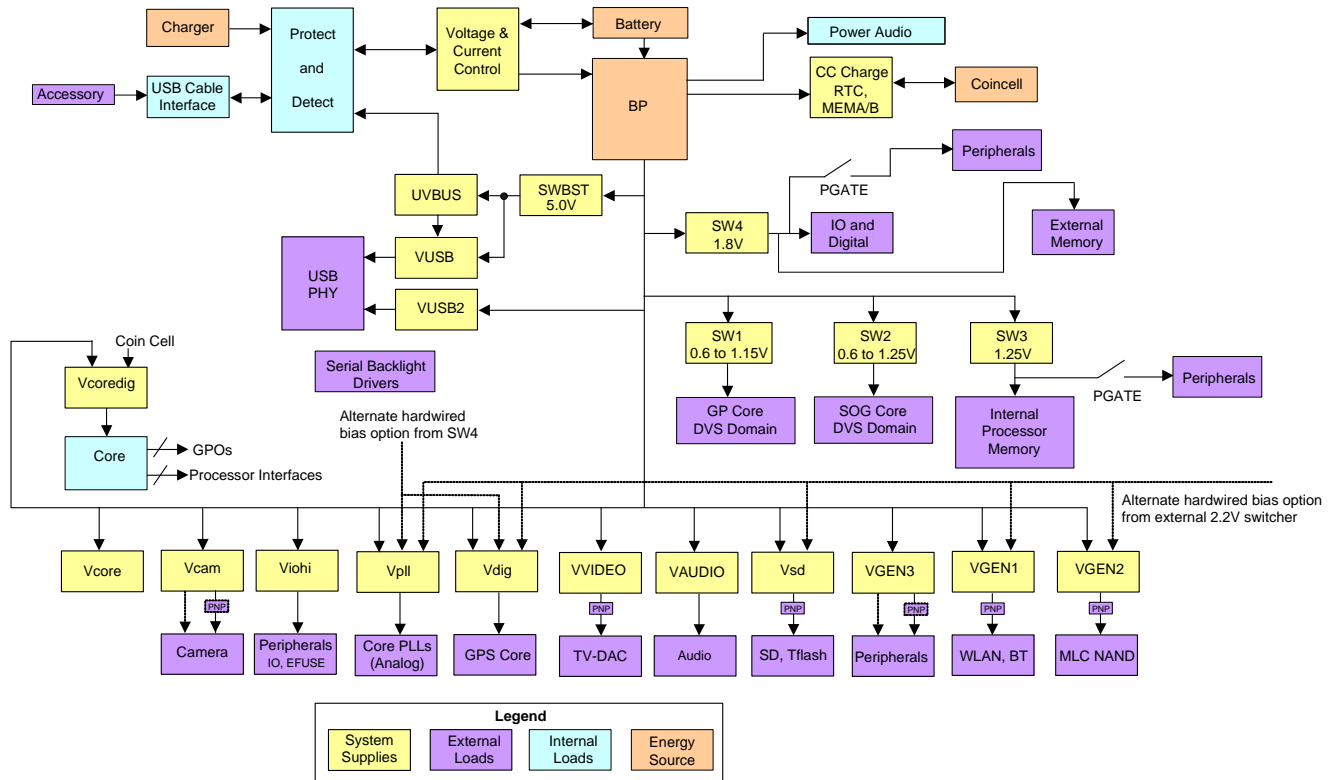 Charger
Protect
and
Detect
Voltage &
Current
Control
Battery
BP
Power Audio
CC Charge
RTC,
MEMA/B
Coincell
Accessory
USB Cable
Interface
Peripherals
PGATE
UVBUS
SWBST
5.0V
SW4
1.8V
IO and
Digital
External
Memory
VUSB
USB
PHY
VUSB2
SW1
0.6 to 1.15V
SW2
0.6 to 1.25V
SW3
1.25V
Coin Cell
Vcoredig
Serial Backlight
Drivers
Peripherals
PGATE
GP Core
DVS Domain
SOG Core
DVS Domain
Internal
Processor
Memory
Alternate hardwired
bias option from SW4
Core
GPOs
Processor Interfaces
Alternate hardwired bias option
from external 2.2V switcher
Vcore
Vcam
Viohi
Vpll
Vdig
VVIDEO
VAUDIO
Vsd
VGEN3
VGEN1
VGEN2
PNP
PNP
PNP
PNP
PNP
PNP
Camera
Peripherals
IO, EFUSE
Core PLLs
(Analog)
GPS Core
TV-DAC
Audio
SD, Tflash
Peripherals
WLAN, BT
MLC NAND
Legend
System
Supplies
External
Loads
Internal
Loads
Energy
Source